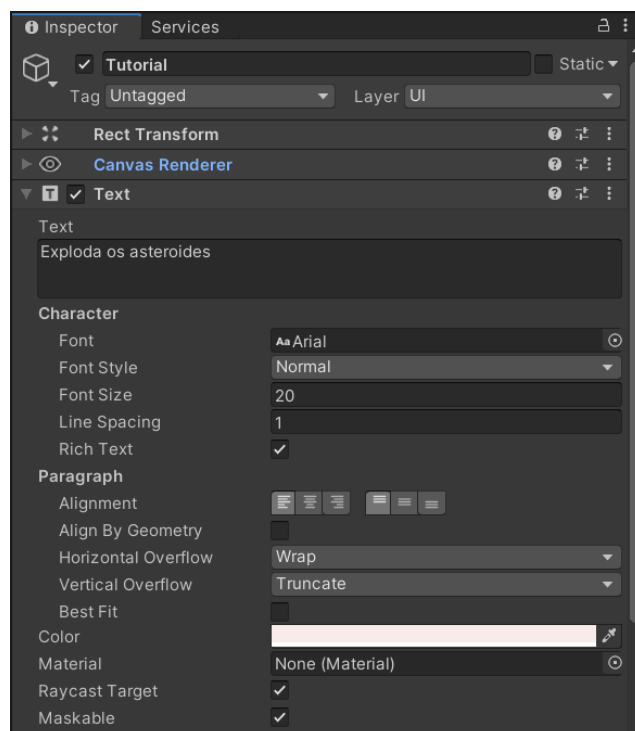 Inspector Services
Tutorial Static
Tag Untagged Layer UI
Rect Transform
Canvas Renderer
T Text
Text
Exploda os asteroides
Character
Font Aa Arial
Font Style Normal
Font Size 20
Line Spacing 1
Rich Text
Paragraph
Alignment
Align By Geometry
Horizontal Overflow Wrap
Vertical Overflow Truncate
Best Fit
Color
Material None (Material)
Raycast Target
Maskable